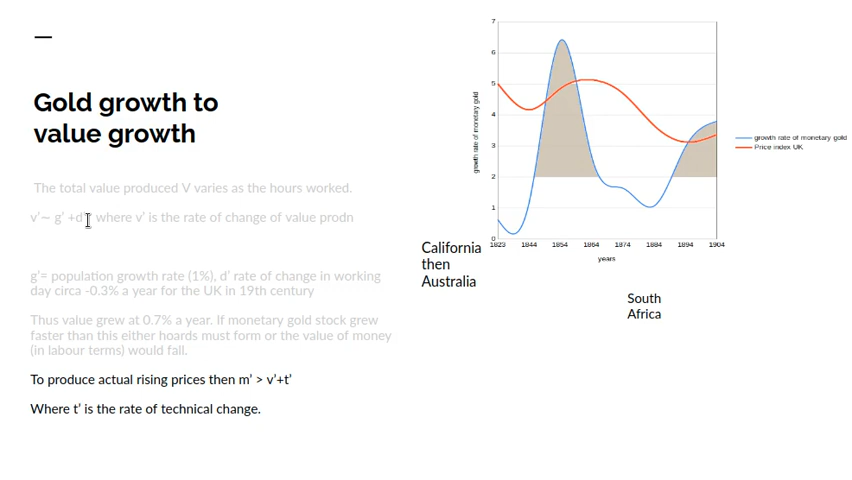 Gold growth to
value growth
The total value produced V varies as the hours worked.
v'~ g' +d' where v' is the rate of change of value prodn
g'= population growth rate (1%), d' rate of change in working
day circa -0.3% a year for the UK in 19th century
Thus value grew at 0.7% a year. If monetary gold stock grew
faster than this either hoards must form or the value of money
(in labour terms) would fall.
To produce actual rising prices then m' > v'+t'
Where t' is the rate of technical change.
growth rate of monetary gold
7
6
5
4
3
2
1
0
1823 1844 1854 1864 1874 1884 1894 1904
years
growth rate of monetary gold
Price index UK
California
then
Australia
South
Africa